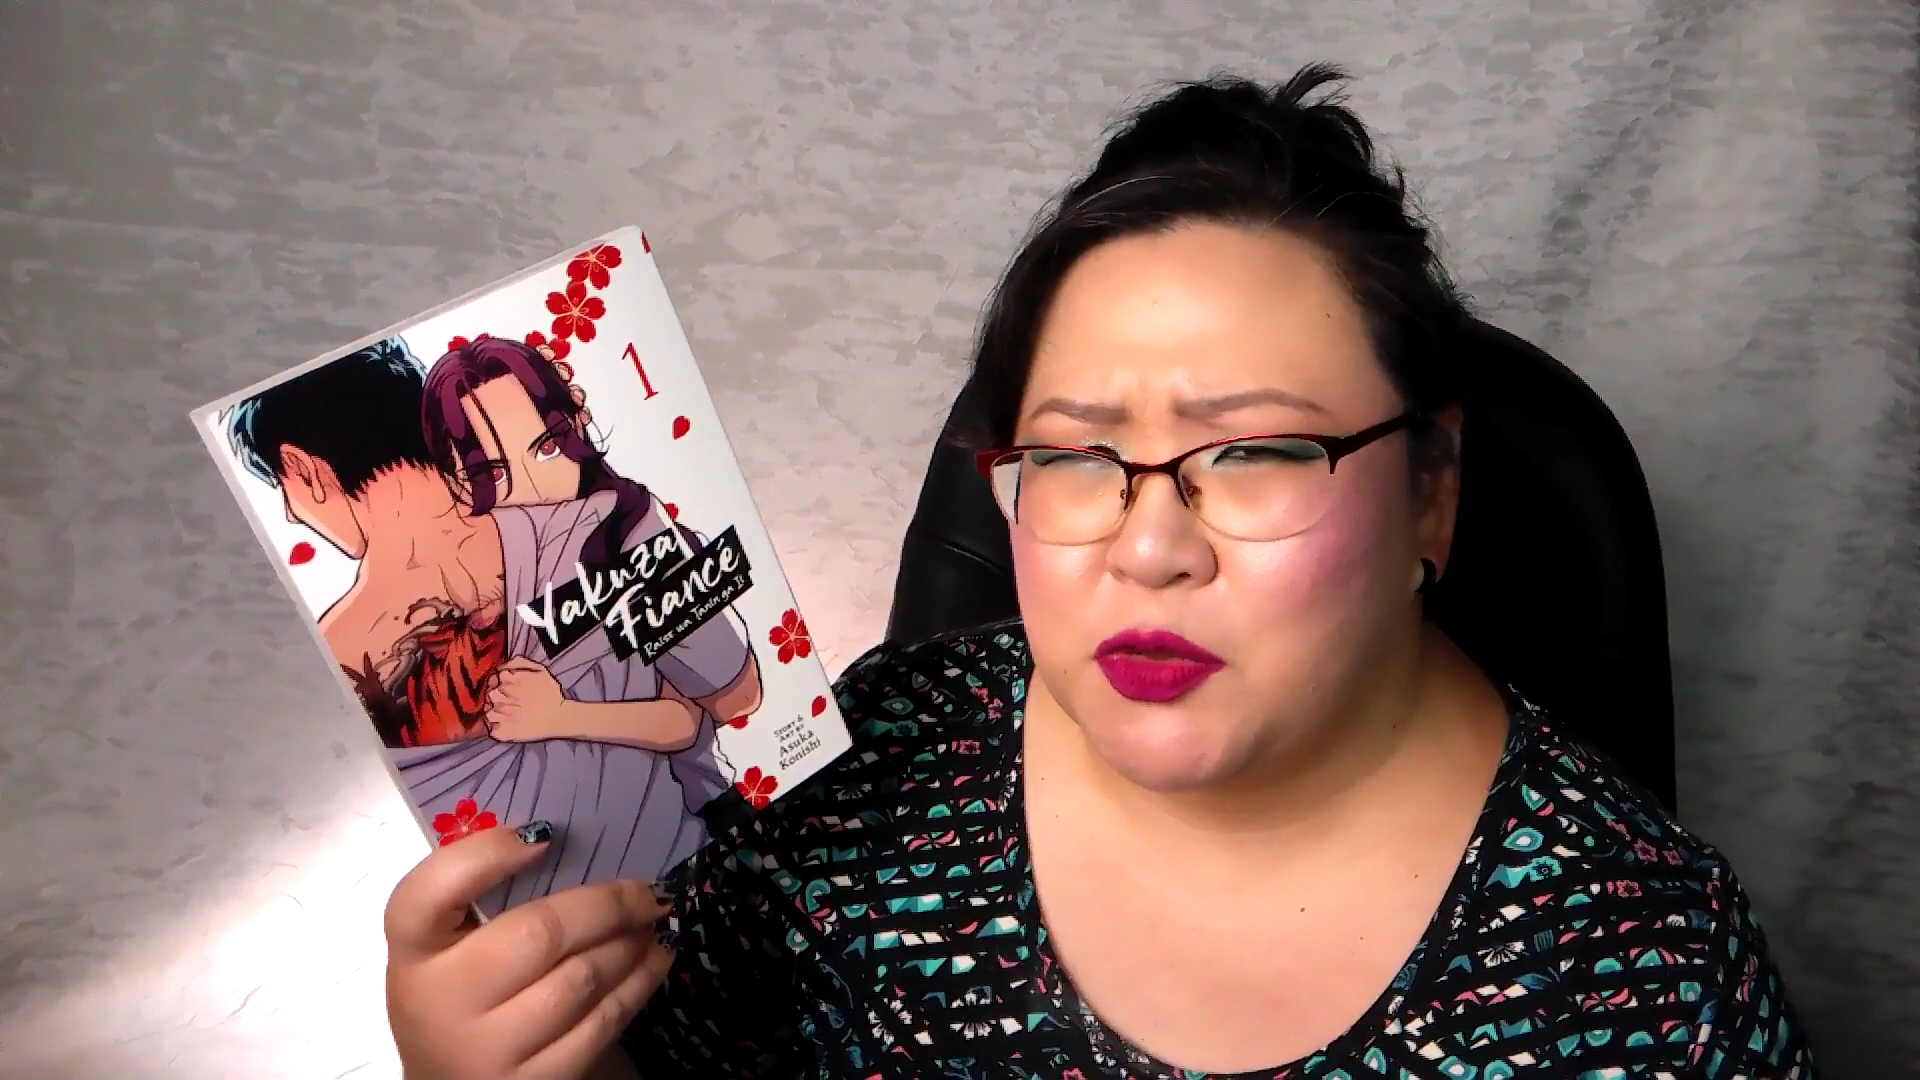 1
Yakuza
Fiancé
Raise wa Tanin ga Ii
STORY &
ART BY
Asuka
Konishi